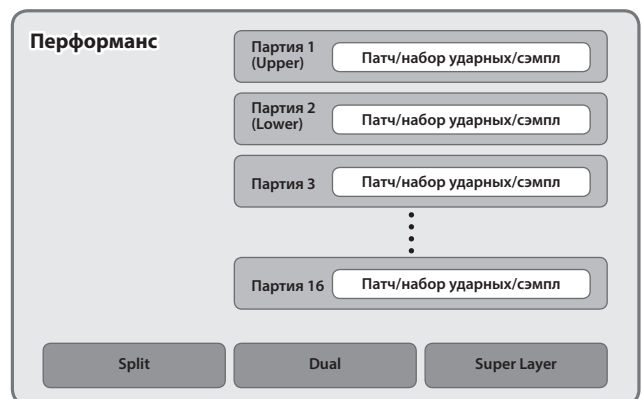 Перформанс
Партия 1
(Upper)
Патч/набор ударных/сэмпл
Партия 2
(Lower)
Патч/набор ударных/сэмпл
Партия 3
Патч/набор ударных/сэмпл
Партия 16
Патч/набор ударных/сэмпл
Split
Dual
Super Layer